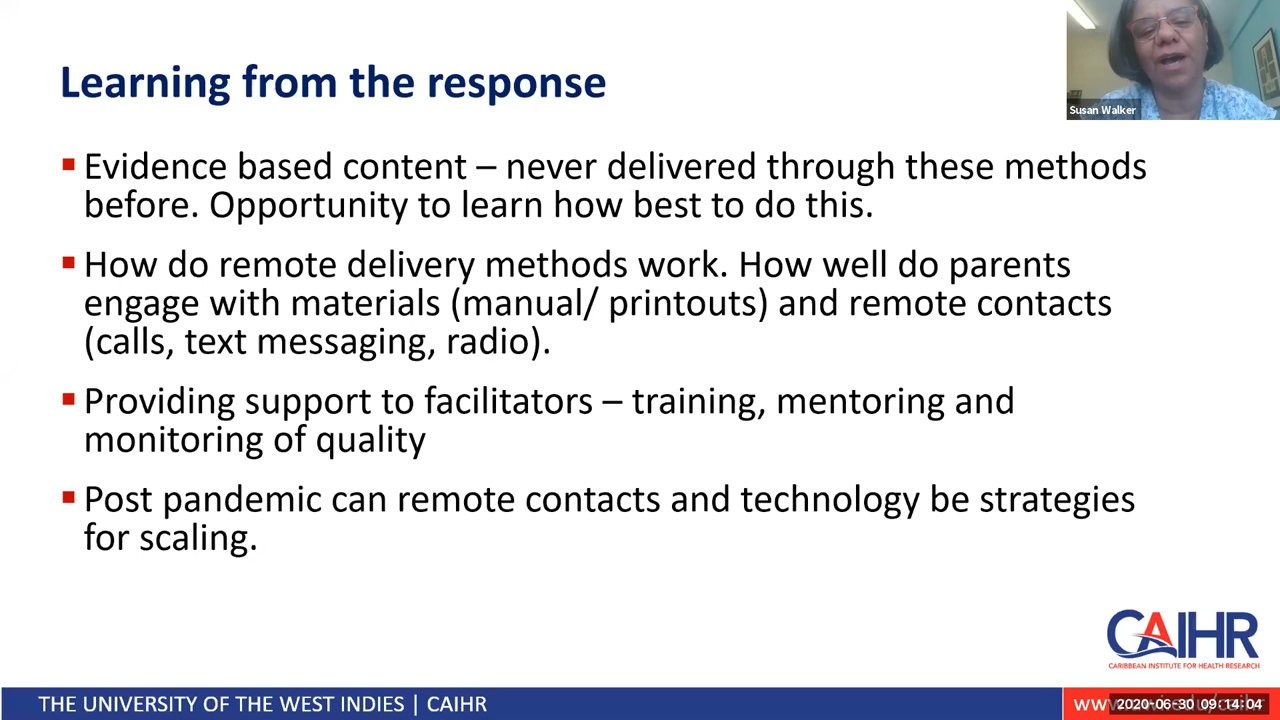 Learning from the response
Susan Walker
▪ Evidence based content – never delivered through these methods
before. Opportunity to learn how best to do this.
▪ How do remote delivery methods work. How well do parents
engage with materials (manual/ printouts) and remote contacts
(calls, text messaging, radio).
▪ Providing support to facilitators – training, mentoring and
monitoring of quality
▪ Post pandemic can remote contacts and technology be strategies
for scaling.
CAIHR
CARIBBEAN INSTITUTE FOR HEALTH RESEARCH
THE UNIVERSITY OF THE WEST INDIES | CAIHR
2020-06-30 09:14:04